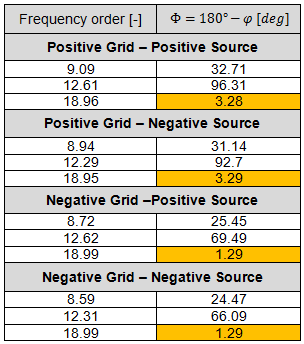 Frequency order [-] Φ = 180° − φ [deg]
Positive Grid – Positive Source
9.09 32.71
12.61 96.31
18.96 3.28
Positive Grid – Negative Source
8.94 31.14
12.29 92.7
18.95 3.29
Negative Grid –Positive Source
8.72 25.45
12.62 69.49
18.99 1.29
Negative Grid – Negative Source
8.59 24.47
12.31 66.09
18.99 1.29